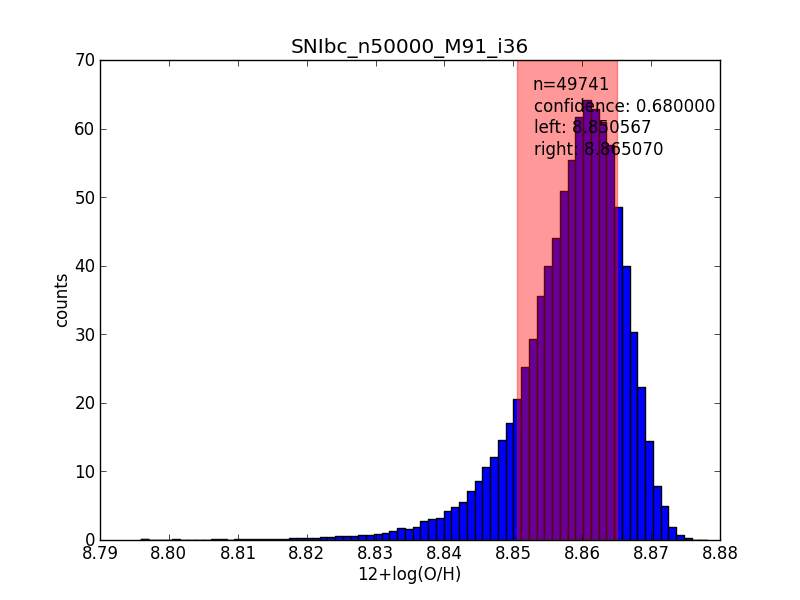 SNIbc_n50000_M91_i36
70
60
50
40
30
20
10
0
counts
n=49741
confidence: 0.680000
left: 8.850567
right: 8.865070
8.79 8.80 8.81 8.82 8.83 8.84 8.85 8.86 8.87 8.88
12+log(O/H)